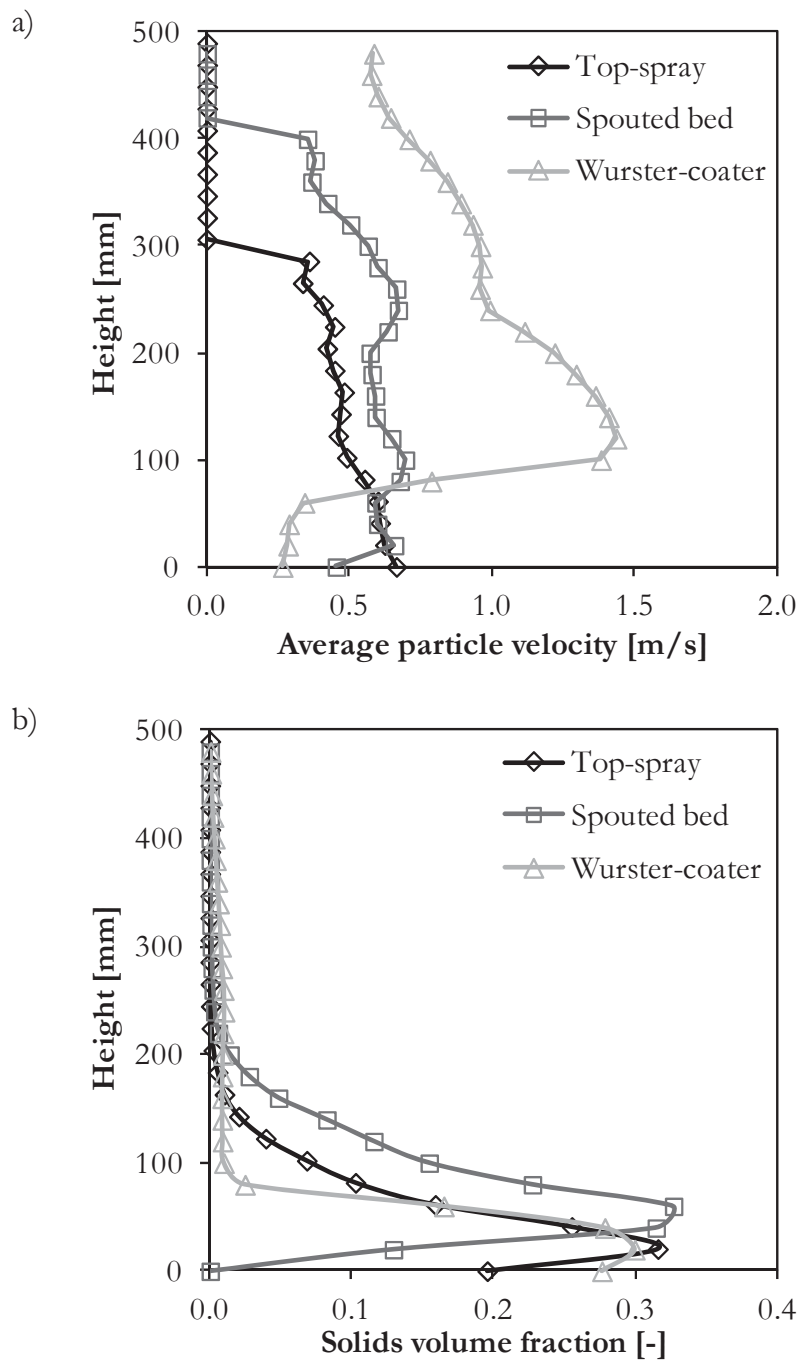 a)
500
400
300
200
100
0
Height [mm]
Top-spray
Spouted bed
Wurster-coater
0.0 0.5 1.0 1.5 2.0
Average particle velocity [m/s]
b)
500
400
300
200
100
0
Height [mm]
Top-spray
Spouted bed
Wurster-coater
0.0 0.1 0.2 0.3 0.4
Solids volume fraction [-]